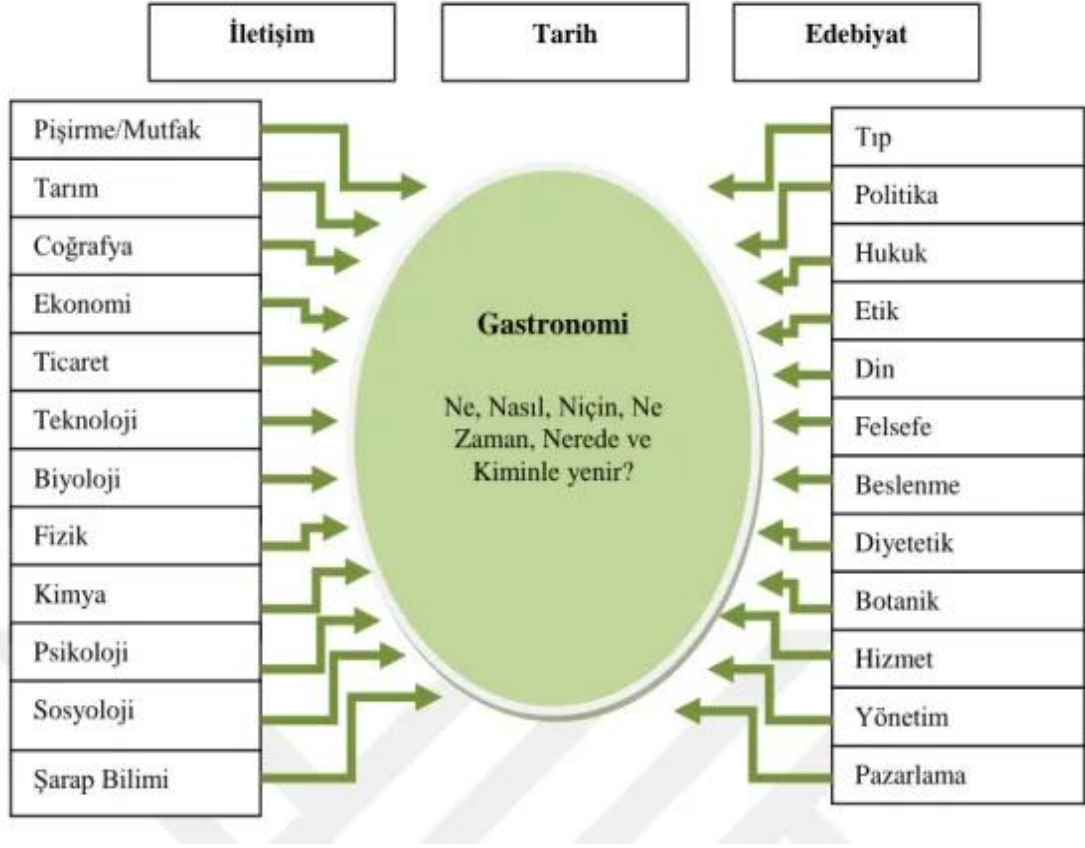 İletişim
Tarih
Edebiyat
Pişirme/Mutfak
Tarım
Coğrafya
Ekonomi
Ticaret
Teknoloji
Biyoloji
Fizik
Kimya
Psikoloji
Sosyoloji
Şarap Bilimi
Gastronomi
Ne, Nasıl, Niçin, Ne
Zaman, Nerede ve
Kiminle yenir?
Tıp
Politika
Hukuk
Etik
Din
Felsefe
Beslenme
Diyetetik
Botanik
Hizmet
Yönetim
Pazarlama